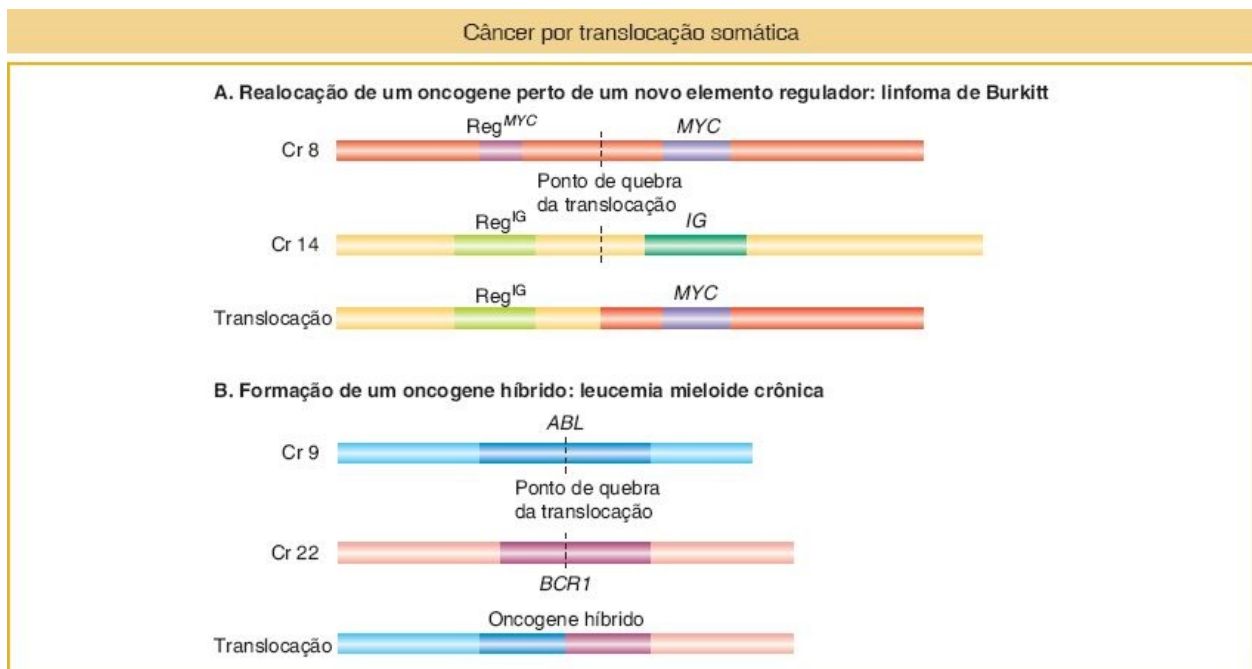 Câncer por translocação somática
A. Realocação de um oncogene perto de um novo elemento regulador: linfoma de Burkitt
Reg^MYC MYC
Cr 8
Ponto de quebra
da translocação
Reg^IG IG
Cr 14
Reg^IG MYC
Translocação
B. Formação de um oncogene híbrido: leucemia mieloide crônica
ABL
Cr 9
Ponto de quebra
da translocação
Cr 22
BCR1
Oncogene híbrido
Translocação